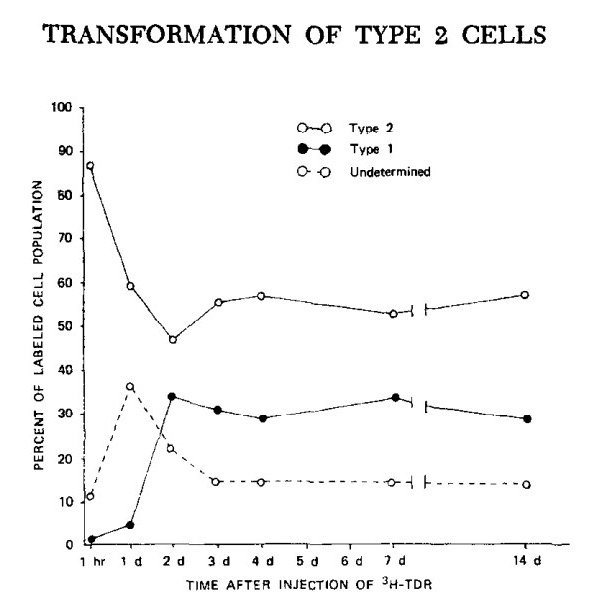 TRANSFORMATION OF TYPE 2 CELLS
100
90
80
70
60
50
40
30
20
10
0
PERCENT OF LABELED CELL POPULATION
Type 2
Type 1
Undetermined
1 hr 1 d 2 d 3 d 4 d 5 d 6 d 7 d 14 d
TIME AFTER INJECTION OF ³H-TDR